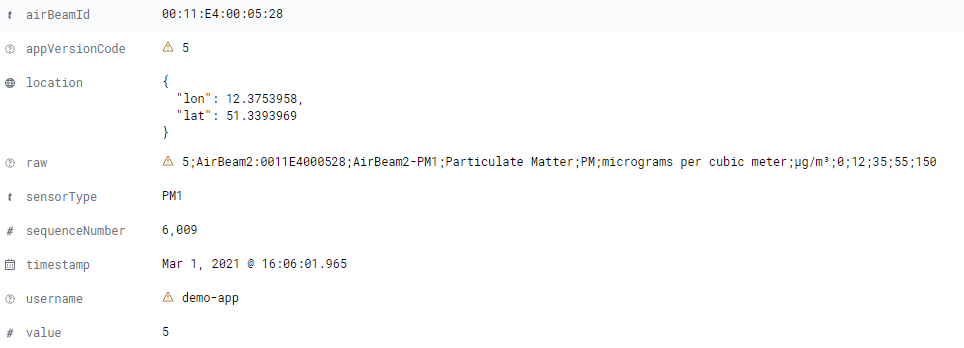 t airBeamId 00:11:E4:00:05:28
? appVersionCode 5
location {
"lon": 12.3753958,
"lat": 51.3393969
}
? raw 5;AirBeam2:0011E4000528;AirBeam2-PM1;Particulate Matter;PM;micrograms per cubic meter;µg/m³;0;12;35;55;150
t sensorType PM1
# sequenceNumber 6,009
timestamp Mar 1, 2021 @ 16:06:01.965
? username demo-app
# value 5